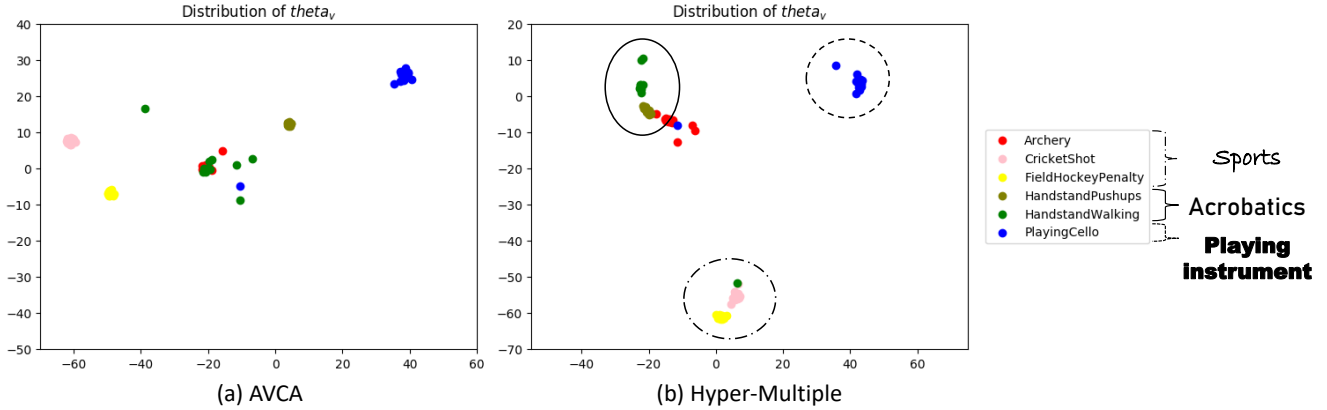 Distribution of theta_v
40
30
20
10
0
−10
−20
−30
−40
−50
−60
−40
−20
0
20
40
60
(a) AVCA
Distribution of theta_v
20
10
0
−10
−20
−30
−40
−50
−60
−70
−40
−20
0
20
40
60
(b) Hyper-Multiple
Archery
CricketShot
FieldHockeyPenalty
HandstandPushups
HandstandWalking
PlayingCello
Sports
Acrobatics
Playing
instrument